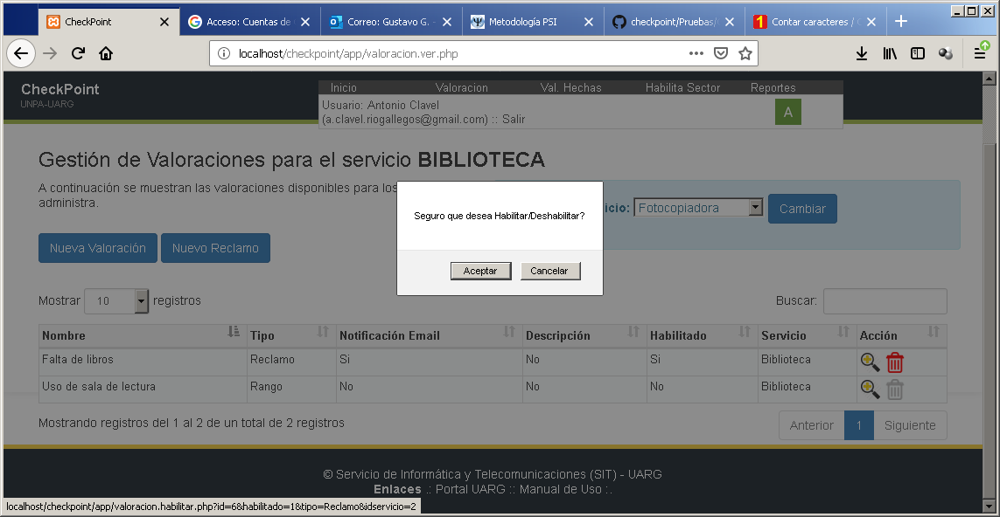 CheckPoint
Acceso: Cuentas de
Correo: Gustavo G. -
Metodología PSI
checkpoint/Pruebas/
Contar caracteres /
localhost/checkpoint/app/valoracion.ver.php
CheckPoint
UNPA-UARG
Inicio Valoracion Val. Hechas Habilita Sector Reportes
Usuario: Antonio Clavel
(a.clavel.riogallegos@gmail.com) :: Salir
A
Gestión de Valoraciones para el servicio BIBLIOTECA
A continuación se muestran las valoraciones disponibles para los
administra.
icio: Fotocopiadora Cambiar
Seguro que desea Habilitar/Deshabilitar?
Aceptar Cancelar
Nueva Valoración Nuevo Reclamo
Mostrar 10 registros Buscar:
Nombre Tipo Notificación Email Descripción Habilitado Servicio Acción
Falta de libros Reclamo Si No Si Biblioteca
Uso de sala de lectura Rango No No No Biblioteca
Mostrando registros del 1 al 2 de un total de 2 registros
Anterior 1 Siguiente
© Servicio de Informática y Telecomunicaciones (SIT) - UARG
Enlaces .: Portal UARG :: Manual de Uso :.
localhost/checkpoint/app/valoracion.habilitar.php?id=6&habilitado=1&tipo=Reclamo&idservicio=2